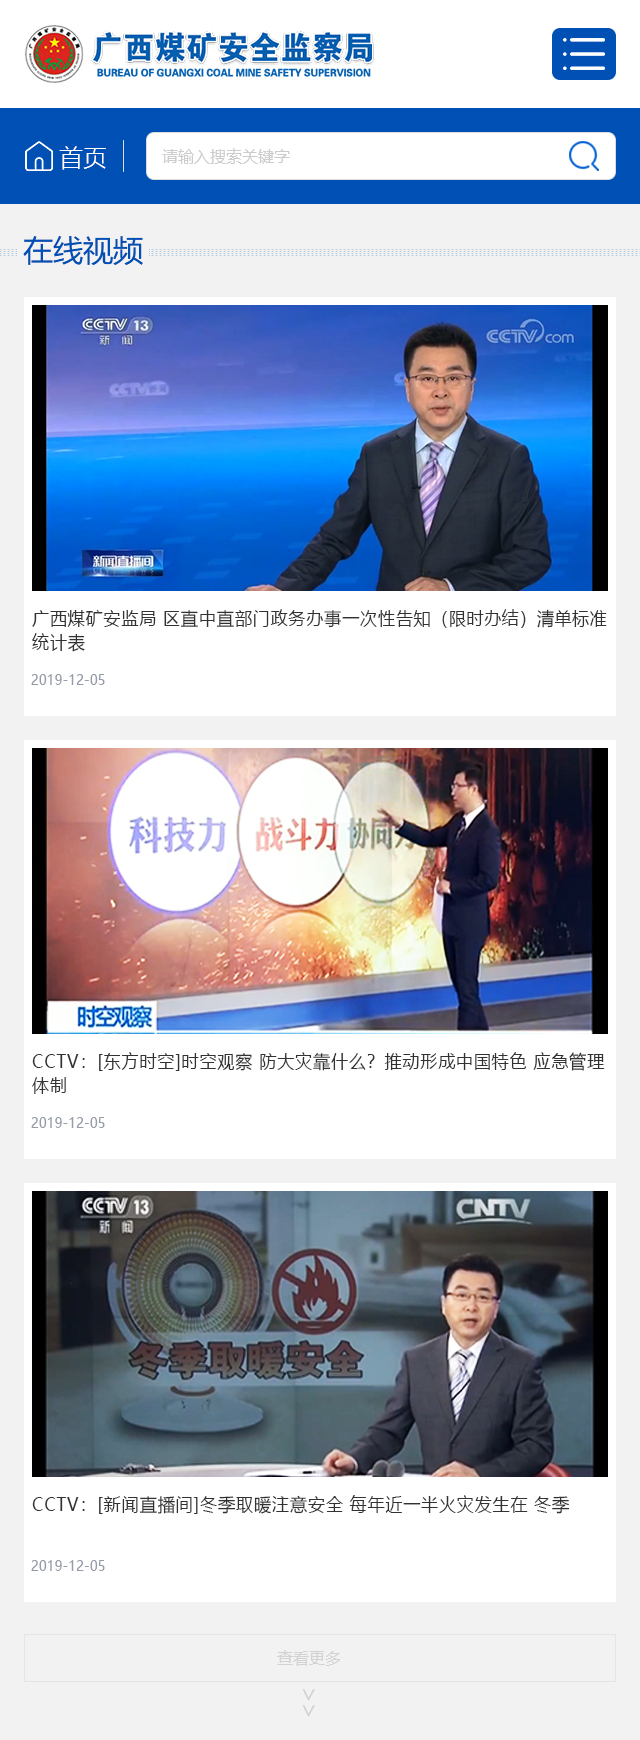 广西煤矿安全监察局
BUREAU OF GUANGXI COAL MINE SAFETY SUPERVISION
首页
请输入搜索关键字
在线视频
CCTV 13
新闻
CCTV.com
新闻直播间
广西煤矿安监局 区直中直部门政务办事一次性告知（限时办结）清单标准
统计表
2019-12-05
科技力
战斗力
协同力
时空观察
CCTV：[东方时空]时空观察 防大灾靠什么？推动形成中国特色 应急管理
体制
2019-12-05
CCTV 13
新闻
CNTV
冬季取暖安全
CCTV：[新闻直播间]冬季取暖注意安全 每年近一半火灾发生在 冬季
2019-12-05
查看更多